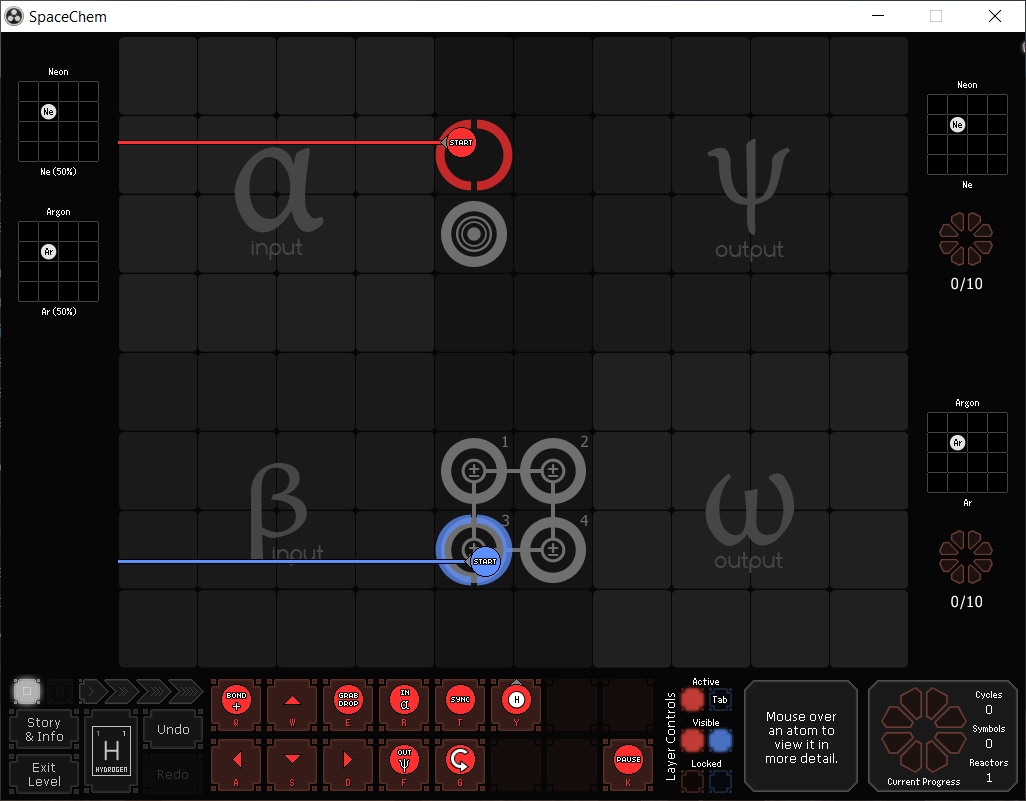 SpaceChem
Neon
Ne
Ne (50%)
Argon
Ar
Ar (50%)
START
α
input
ψ
output
Neon
Ne
Ne
0/10
Argon
Ar
Ar
0/10
β
input
1
2
3
4
START
ω
output
Story
& Info
Exit
Level
1 1
H
HYDROGEN
Undo
Redo
BOND
+
Q
W
GRAB
DROP
E
IN
α
R
SYNC
T
H
Y
A
S
D
OUT
ψ
F
G
PAUSE
K
Layer Controls
Active
Tab
Visible
Locked
Mouse over
an atom to
view it in
more detail.
Cycles
0
Symbols
0
Reactors
1
Current Progress